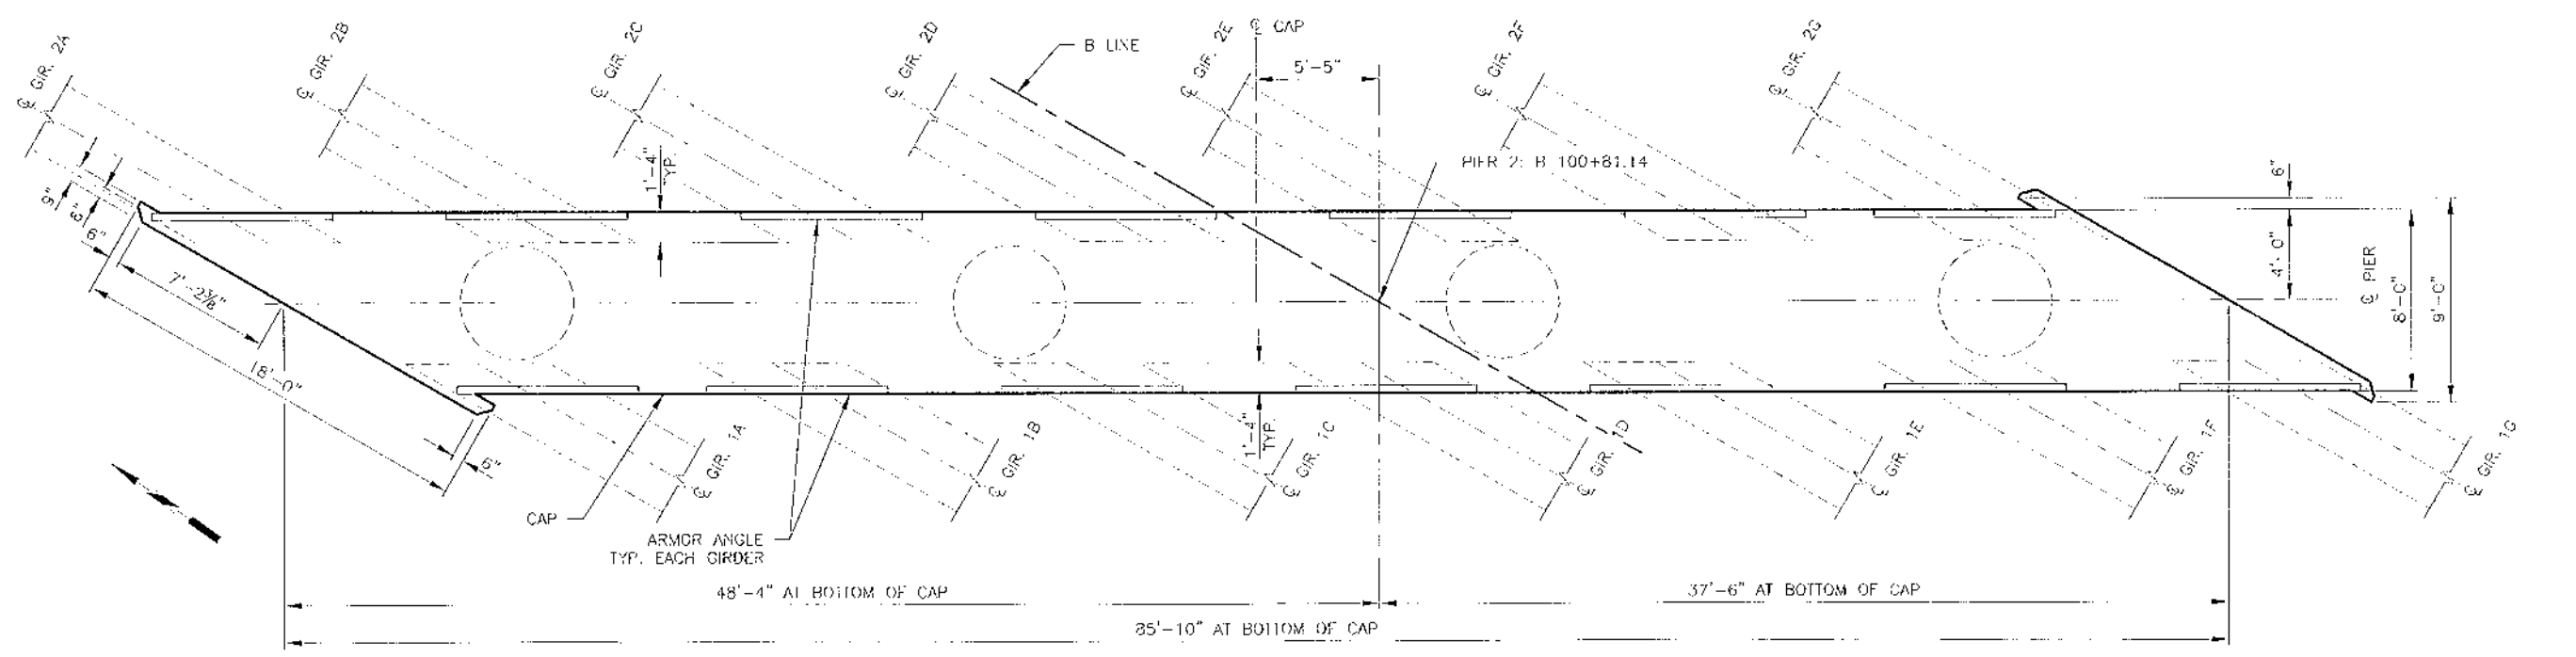 ℄ GIR. 2A
GIR. 2B
℄
GIR. 2C
℄
GIR. 2D
℄
GIR. 2E
℄
℄ CAP
GIR. 2F
℄
GIR. 2G
℄
B LINE
5'-5"
PIER 2: B 100+81.14
1'-4"
TYP.
9"
6"
6"
7'-2⅜"
18'-0"
6"
6"
4'-0"
℄ PIER
8'-0"
9'-0"
1'-4"
TYP.
℄ GIR. 1A
℄ GIR. 1B
℄ GIR. 1C
℄ GIR. 1D
℄ GIR. 1E
℄ GIR. 1F
℄ GIR. 1G
CAP
ARMOR ANGLE
TYP. EACH GIRDER
48'-4" AT BOTTOM OF CAP
37'-6" AT BOTTOM OF CAP
85'-10" AT BOTTOM OF CAP